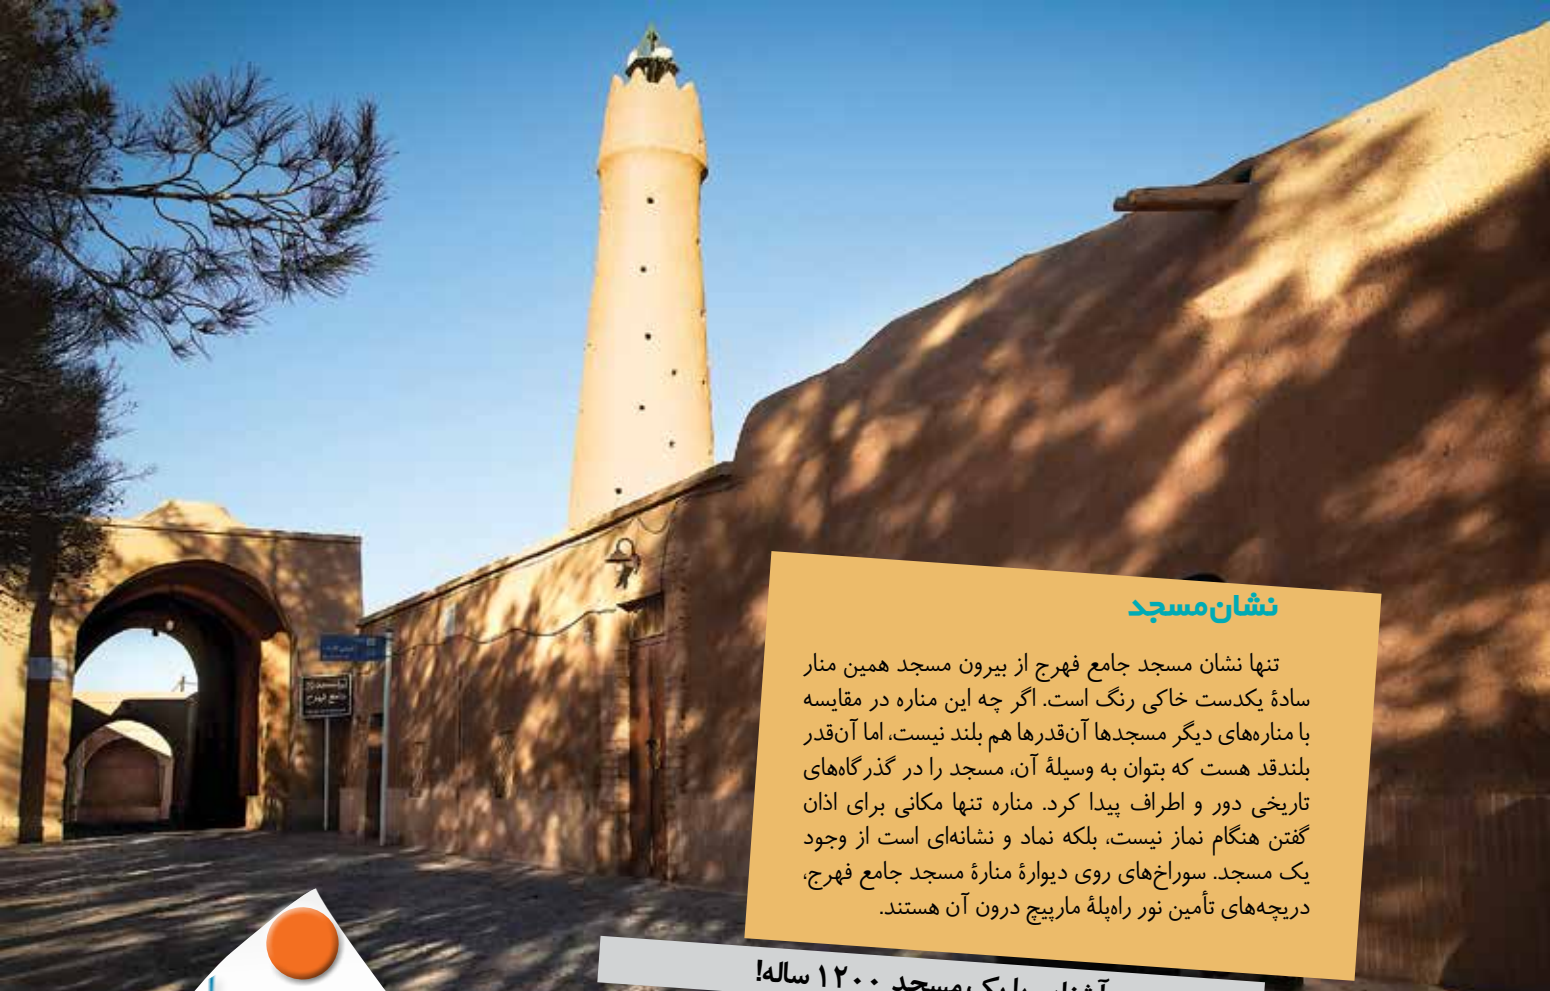 نشان مسجد
تنها نشان مسجد جامع فهرج از بیرون مسجد همین منار
سادهٔ یکدست خاکی رنگ است. اگر چه این مناره در مقایسه
با مناره‌های دیگر مسجدها آن‌قدرها هم بلند نیست، اما آن‌قدر
بلندقد هست که بتوان به وسیلهٔ آن، مسجد را در گذرگاه‌های
تاریخی دور و اطراف پیدا کرد. مناره تنها مکانی برای اذان
گفتن هنگام نماز نیست، بلکه نماد و نشانه‌ای است از وجود
یک مسجد. سوراخ‌های روی دیوارهٔ منارهٔ مسجد جامع فهرج،
دریچه‌های تأمین نور راه‌پلهٔ مارپیچ درون آن هستند.
یک مسجد ۱۲۰۰ ساله!
جامع فهرج